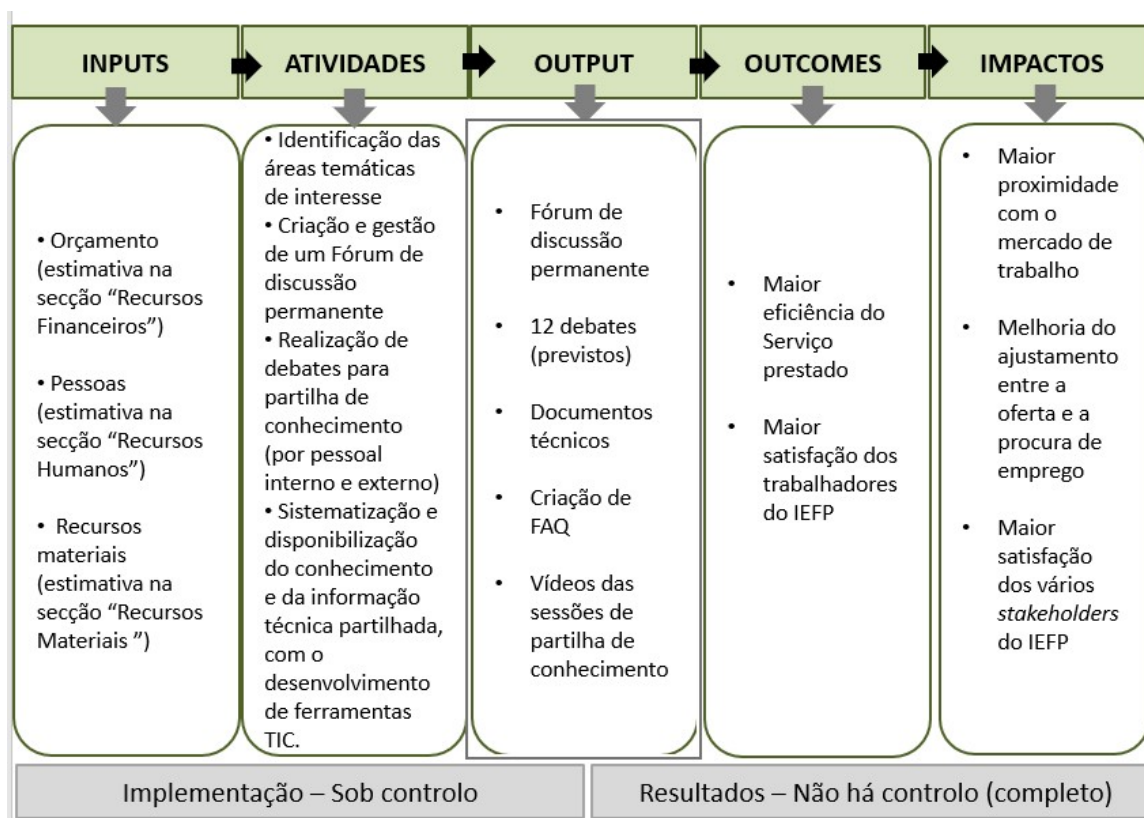 INPUTS
ATIVIDADES
OUTPUT
OUTCOMES
IMPACTOS
• Orçamento
(estimativa na
secção “Recursos
Financeiros”)
• Pessoas
(estimativa na
secção “Recursos
Humanos”)
• Recursos
materiais
(estimativa na
secção “Recursos
Materiais ”)
• Identificação das
áreas temáticas
de interesse
• Criação e gestão
de um Fórum de
discussão
permanente
• Realização de
debates para
partilha de
conhecimento
(por pessoal
interno e externo)
• Sistematização e
disponibilização
do conhecimento
e da informação
técnica partilhada,
com o
desenvolvimento
de ferramentas
TIC.
• Fórum de
discussão
permanente
• 12 debates
(previstos)
• Documentos
técnicos
• Criação de
FAQ
• Vídeos das
sessões de
partilha de
conhecimento
• Maior
eficiência do
Serviço
prestado
• Maior
satisfação dos
trabalhadores
do IEFP
• Maior
proximidade
com o
mercado de
trabalho
• Melhoria do
ajustamento
entre a
oferta e a
procura de
emprego
• Maior
satisfação
dos vários
stakeholders
do IEFP
Implementação – Sob controlo
Resultados – Não há controlo (completo)